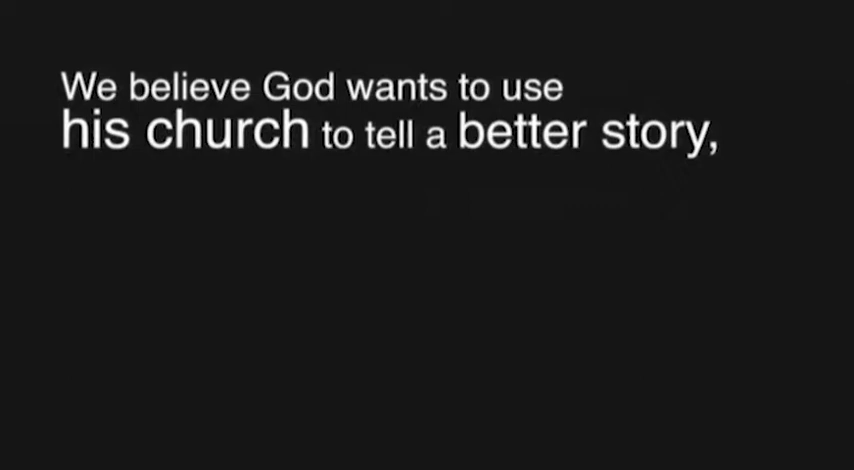 We believe God wants to use
his church to tell a better story,